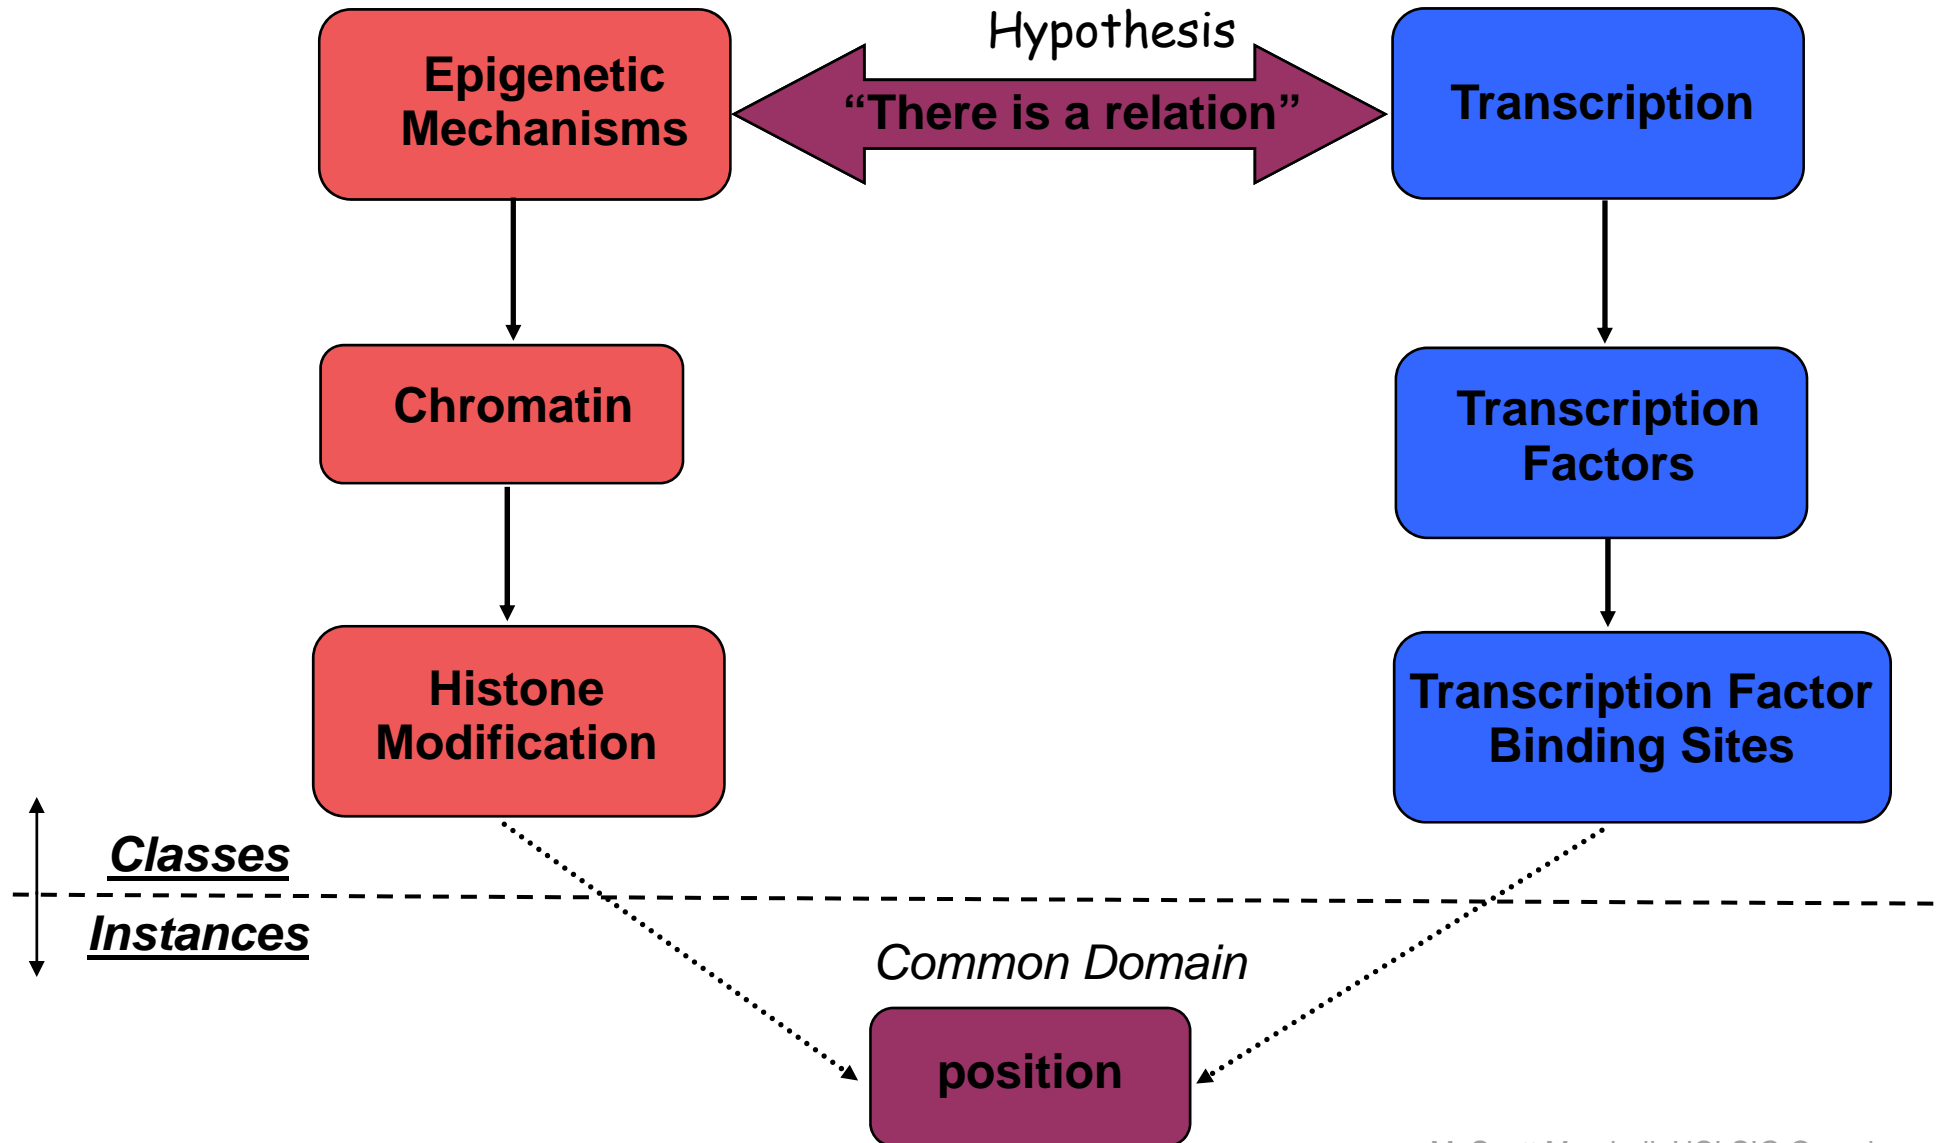 Hypothesis
Epigenetic
Mechanisms
“There is a relation”
Transcription
Chromatin
Transcription
Factors
Histone
Modification
Transcription Factor
Binding Sites
Classes
Instances
Common Domain
position